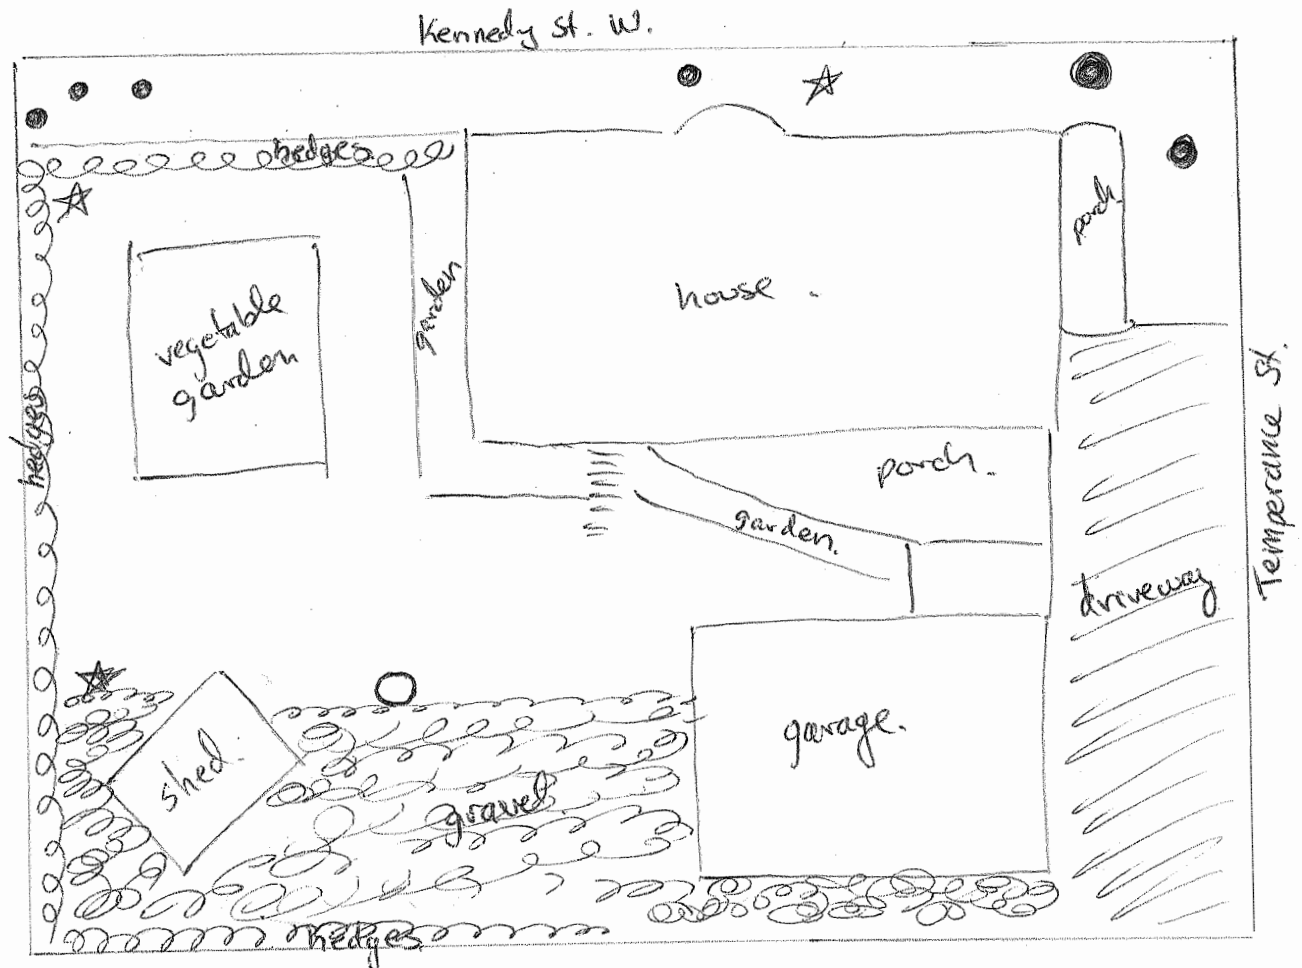 Kennedy St. W.
hedges
porch
garden
house
vegetable
garden
Temperance St.
hedges
porch.
garden.
driveway
garage.
shed.
gravel
hedges